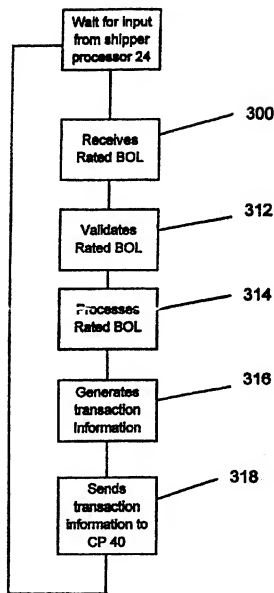 Wait for input
from shipper
processor 24
300
Receives
Rated BOL
312
Validates
Rated BOL
314
Processes
Rated BOL
316
Generates
transaction
Information
318
Sends
transaction
information to
CP 40